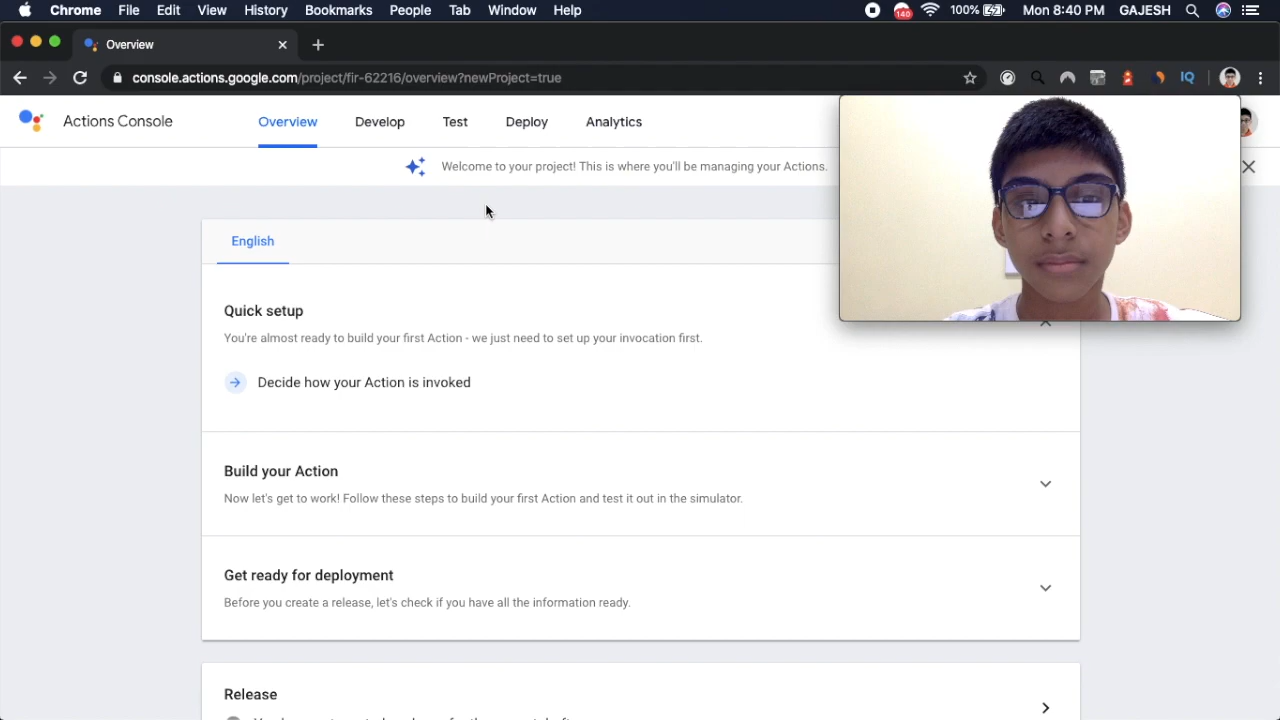 Chrome File Edit View History Bookmarks People Tab Window Help 140 100% Mon 8:40 PM GAJESH
Overview
console.actions.google.com/project/fir-62216/overview?newProject=true IQ
Actions Console Overview Develop Test Deploy Analytics
Welcome to your project! This is where you'll be managing your Actions.
English
Quick setup
You're almost ready to build your first Action - we just need to set up your invocation first.
Decide how your Action is invoked
Build your Action
Now let's get to work! Follow these steps to build your first Action and test it out in the simulator.
Get ready for deployment
Before you create a release, let's check if you have all the information ready.
Release